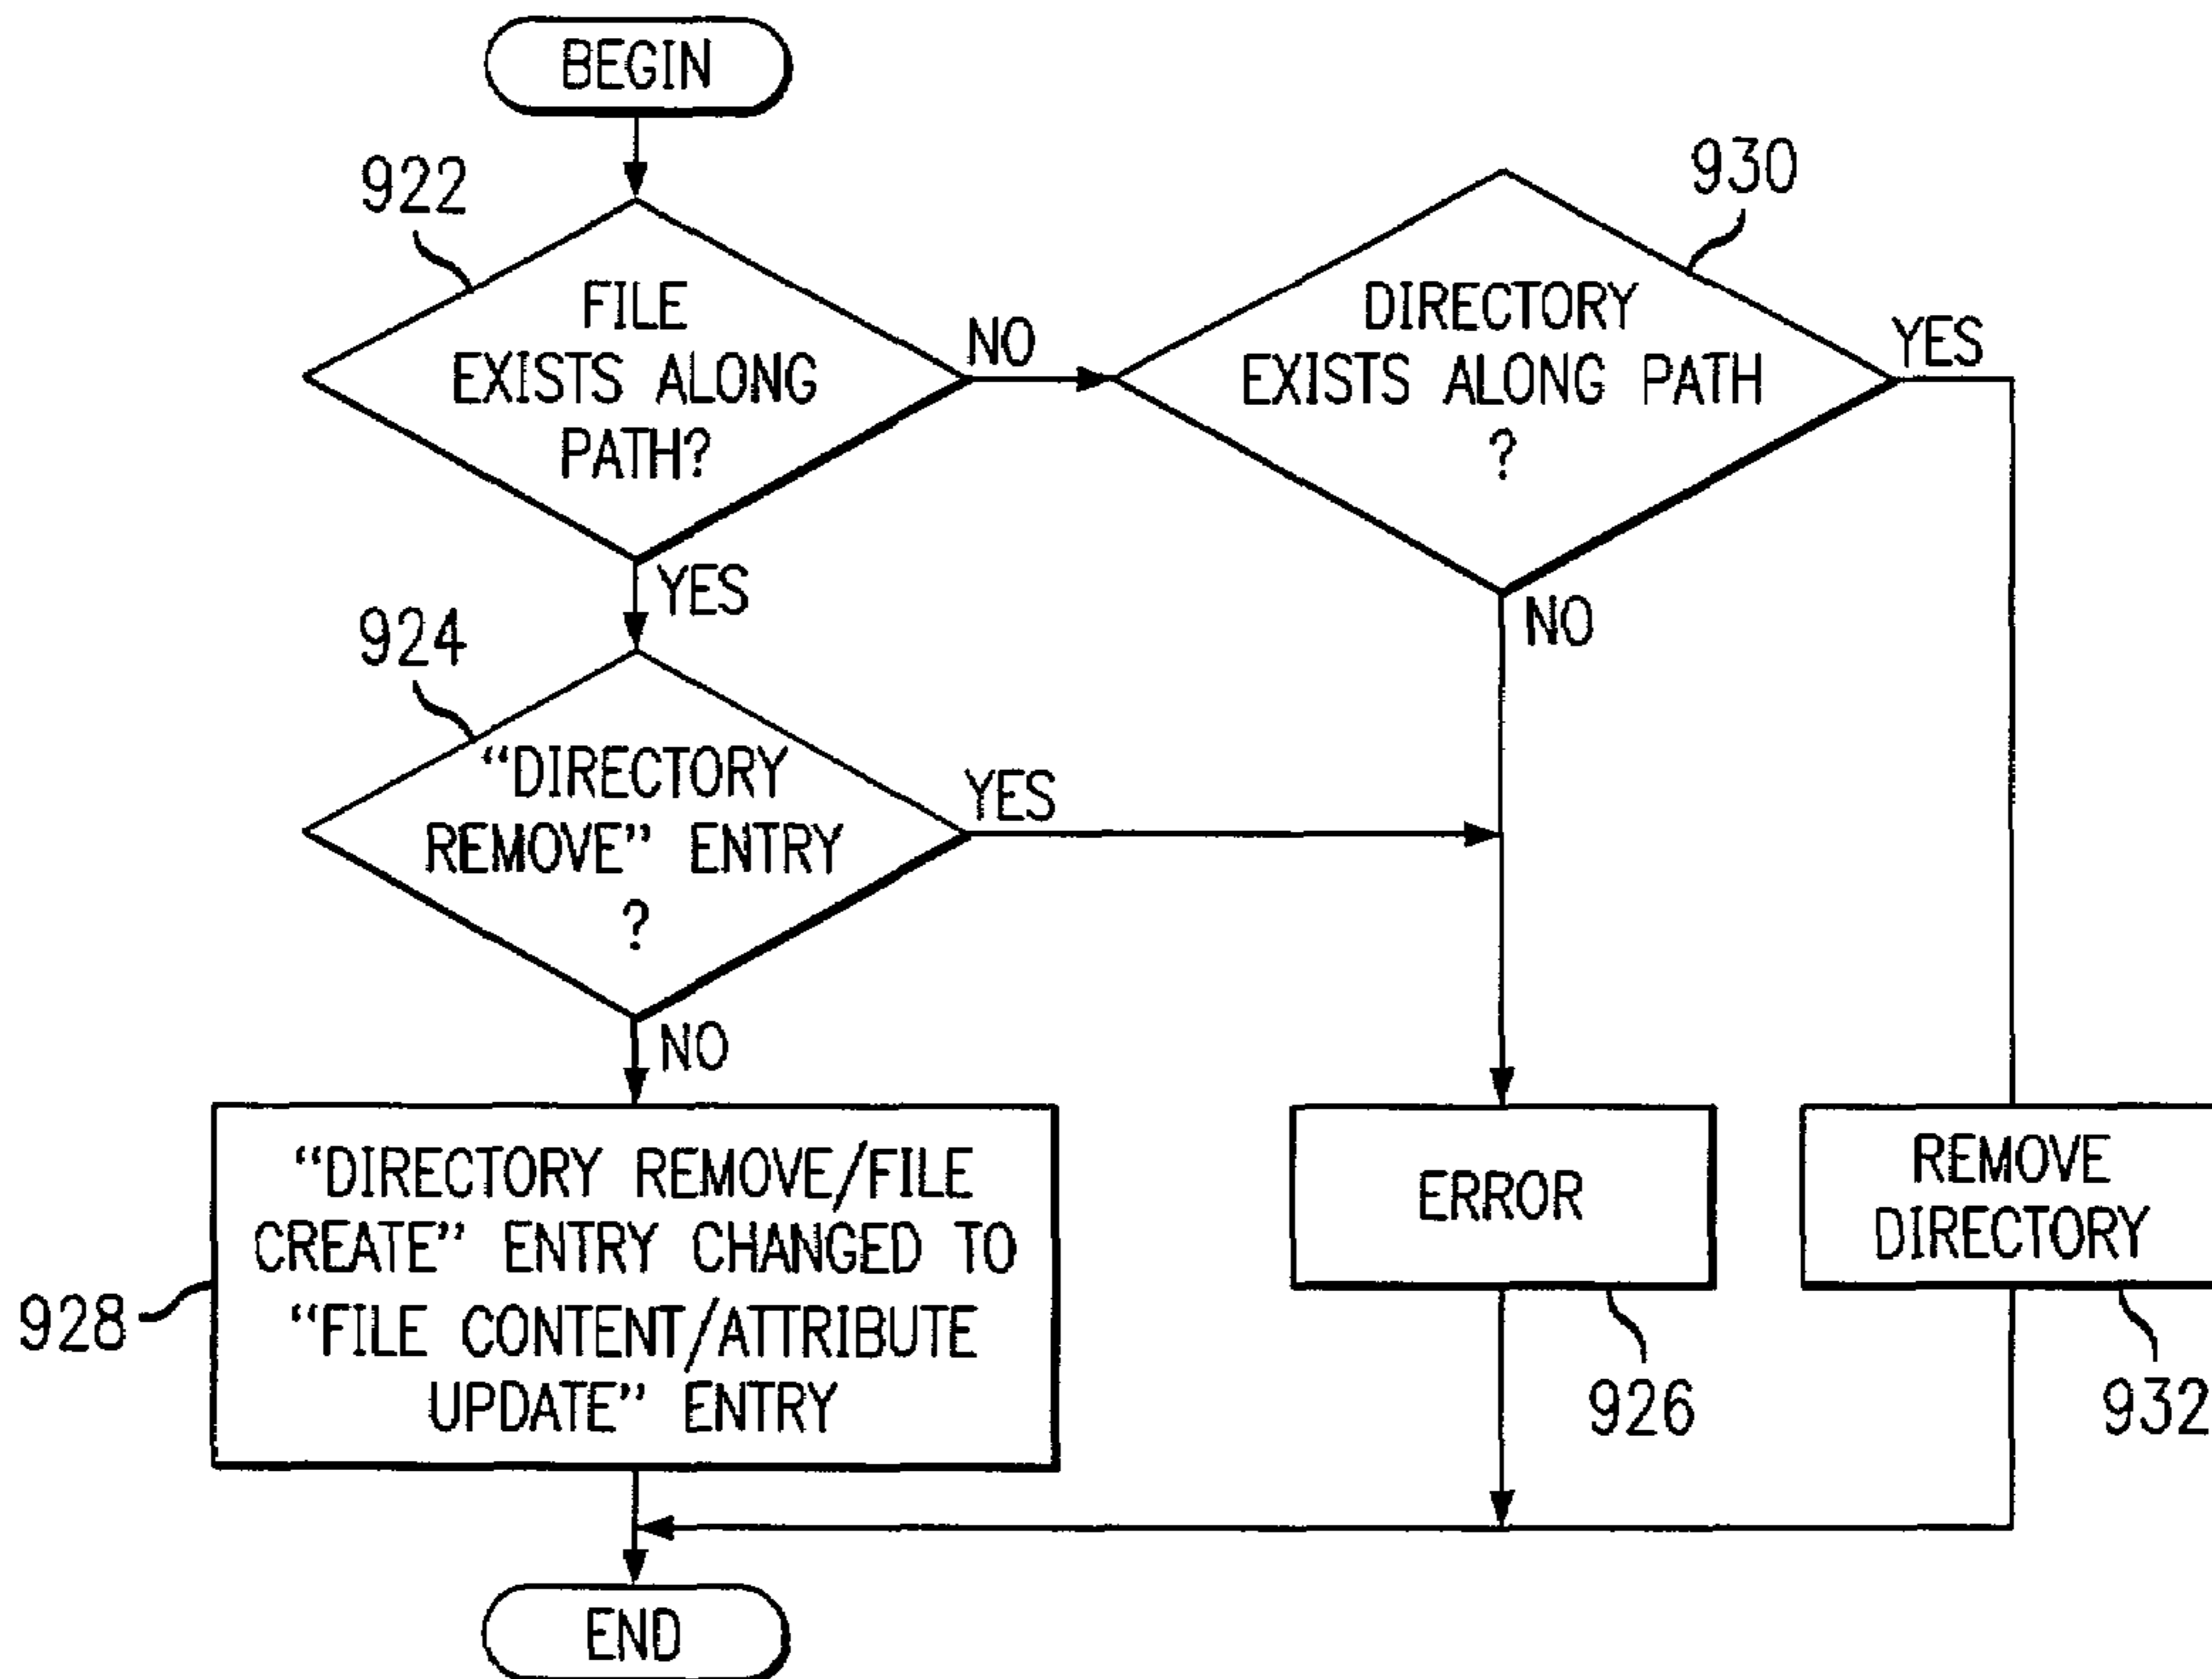 BEGIN
922
FILE
EXISTS ALONG
PATH?
NO
YES
930
DIRECTORY
EXISTS ALONG PATH
?
YES
NO
924
“DIRECTORY
REMOVE” ENTRY
?
YES
NO
“DIRECTORY REMOVE/FILE
CREATE” ENTRY CHANGED TO
“FILE CONTENT/ATTRIBUTE
UPDATE” ENTRY
928
ERROR
926
REMOVE
DIRECTORY
932
END